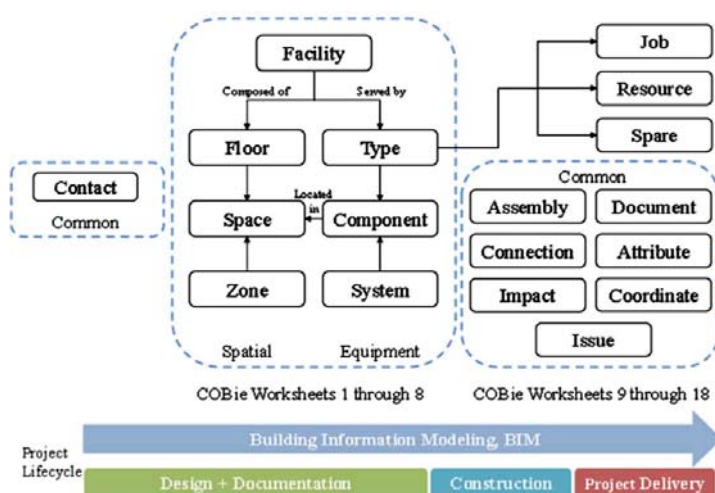 Facility
Composed of
Served by
Floor
Type
Space
Located
in
Component
Zone
System
Spatial
Equipment
Contact
Common
Job
Resource
Spare
Common
Assembly
Document
Connection
Attribute
Impact
Coordinate
Issue
COBie Worksheets 1 through 8
COBie Worksheets 9 through 18
Project
Lifecycle
Building Information Modeling, BIM
Design + Documentation
Construction
Project Delivery